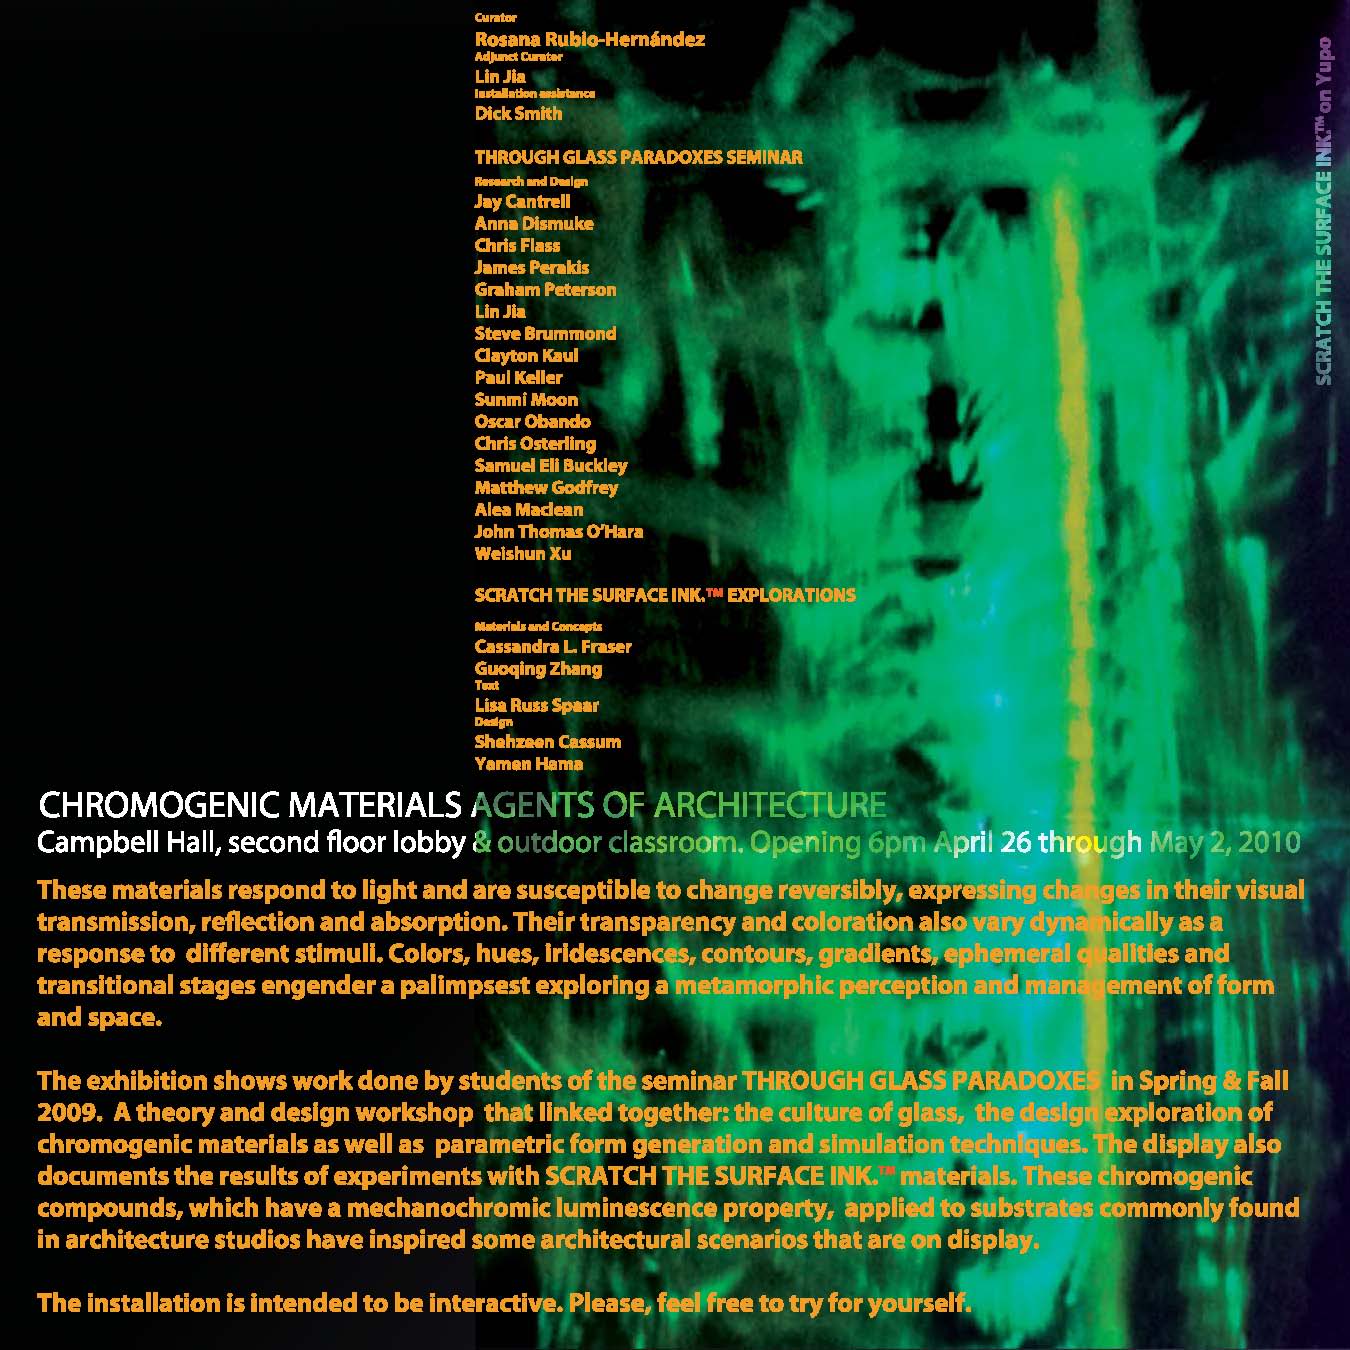 Curator
Rosana Rubio-Hernández
Adjunct Curator
Lin Jia
Installation assistance
Dick Smith
THROUGH GLASS PARADOXES SEMINAR
Research and Design
Jay Cantrell
Anna Dismuke
Chris Flass
James Perakis
Graham Peterson
Lin Jia
Steve Brummond
Clayton Kaul
Paul Keller
Sunmi Moon
Oscar Obando
Chris Osterling
Samuel Eli Buckley
Matthew Godfrey
Alea Maclean
John Thomas O'Hara
Weishun Xu
SCRATCH THE SURFACE INK.™ EXPLORATIONS
Materials and Concepts
Cassandra L. Fraser
Guoqing Zhang
Text
Lisa Russ Spaar
Design
Shehzeen Cassum
Yamen Hama
SCRATCH THE SURFACE INK.™ on Yupo
CHROMOGENIC MATERIALS AGENTS OF ARCHITECTURE
Campbell Hall, second floor lobby & outdoor classroom. Opening 6pm April 26 through May 2, 2010
These materials respond to light and are susceptible to change reversibly, expressing changes in their visual
transmission, reflection and absorption. Their transparency and coloration also vary dynamically as a
response to different stimuli. Colors, hues, iridescences, contours, gradients, ephemeral qualities and
transitional stages engender a palimpsest exploring a metamorphic perception and management of form
and space.
The exhibition shows work done by students of the seminar THROUGH GLASS PARADOXES in Spring & Fall
2009. A theory and design workshop that linked together: the culture of glass, the design exploration of
chromogenic materials as well as parametric form generation and simulation techniques. The display also
documents the results of experiments with SCRATCH THE SURFACE INK.™ materials. These chromogenic
compounds, which have a mechanochromic luminescence property, applied to substrates commonly found
in architecture studios have inspired some architectural scenarios that are on display.
The installation is intended to be interactive. Please, feel free to try for yourself.